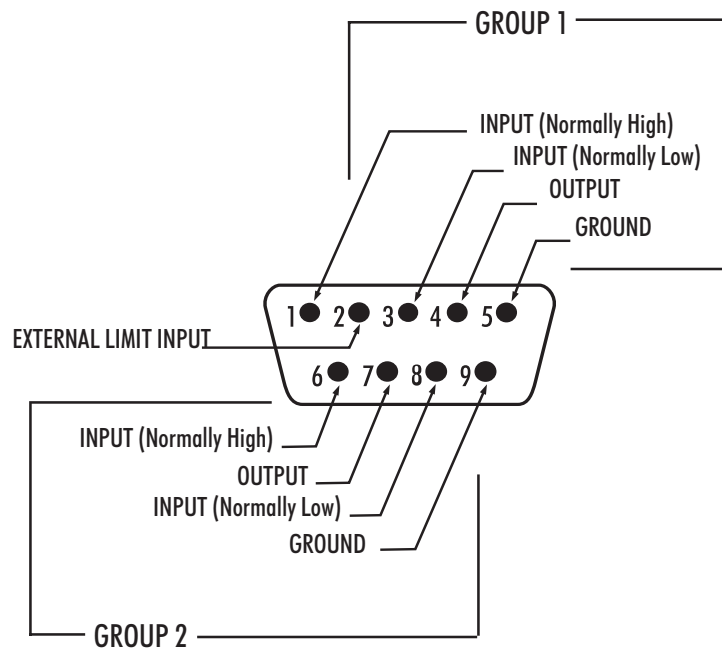 GROUP 1
INPUT (Normally High)
INPUT (Normally Low)
OUTPUT
GROUND
1 2 3 4 5
EXTERNAL LIMIT INPUT
6 7 8 9
INPUT (Normally High)
OUTPUT
INPUT (Normally Low)
GROUND
GROUP 2